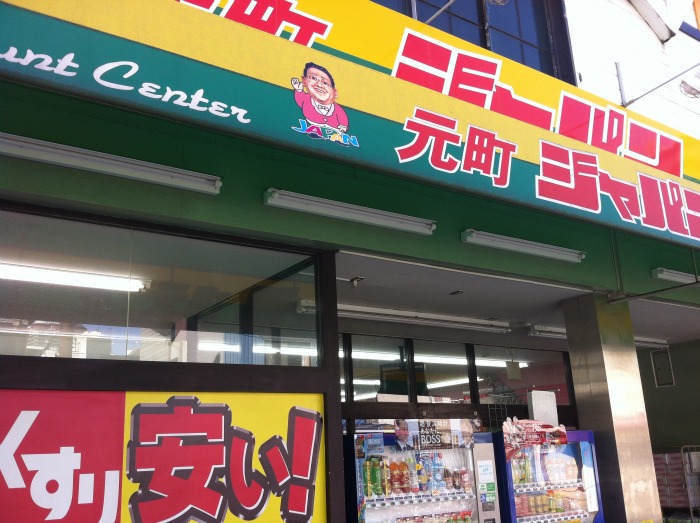 町
ジャパン
unt Center
JAPAN
元町 ジャパン
くすり
安い!
BOSS